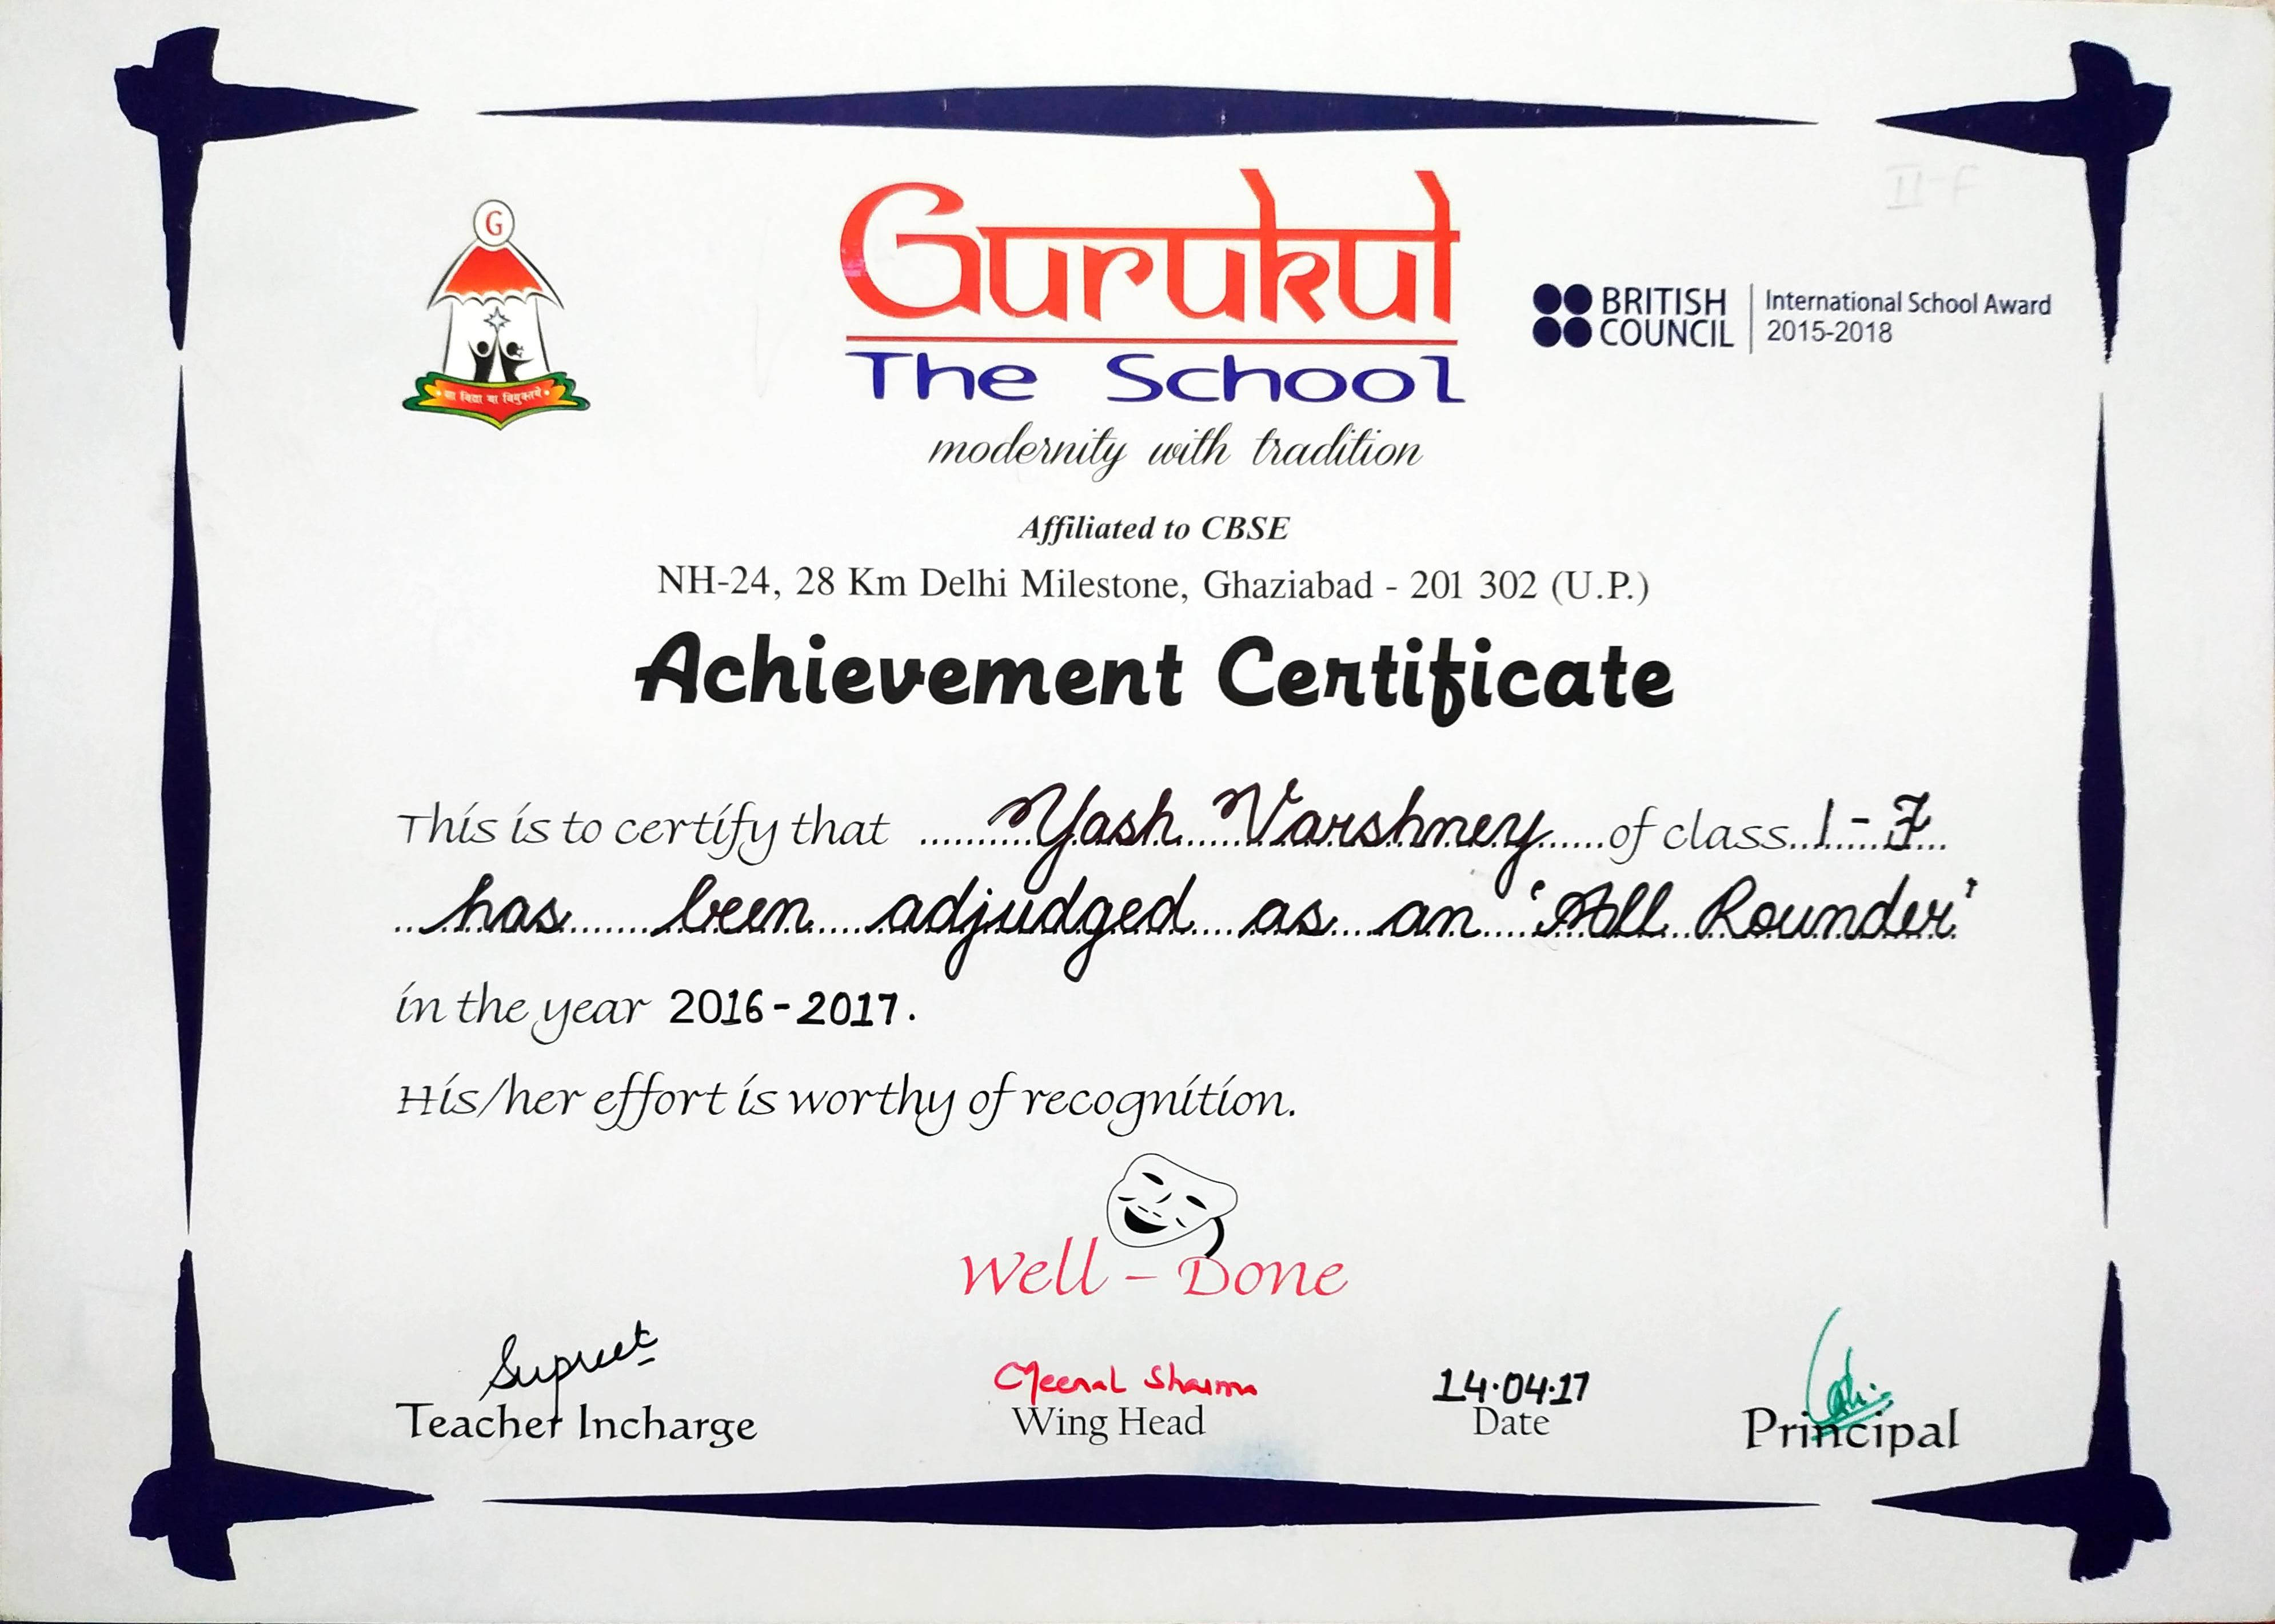 II-F
G
Gurukul
The School
BRITISH COUNCIL
International School Award
2015-2018
सा विद्या या विमुक्तये
modernity with tradition
Affiliated to CBSE
NH-24, 28 Km Delhi Milestone, Ghaziabad - 201 302 (U.P.)
Achievement Certificate
This is to certify that Yash Varshney of class 1-F
has been adjudged as an 'All Rounder'
in the year 2016-2017.
His/her effort is worthy of recognition.
Well - Done
Supreet Meenal Sharma 14.04.17
Teacher Incharge Wing Head Date Principal